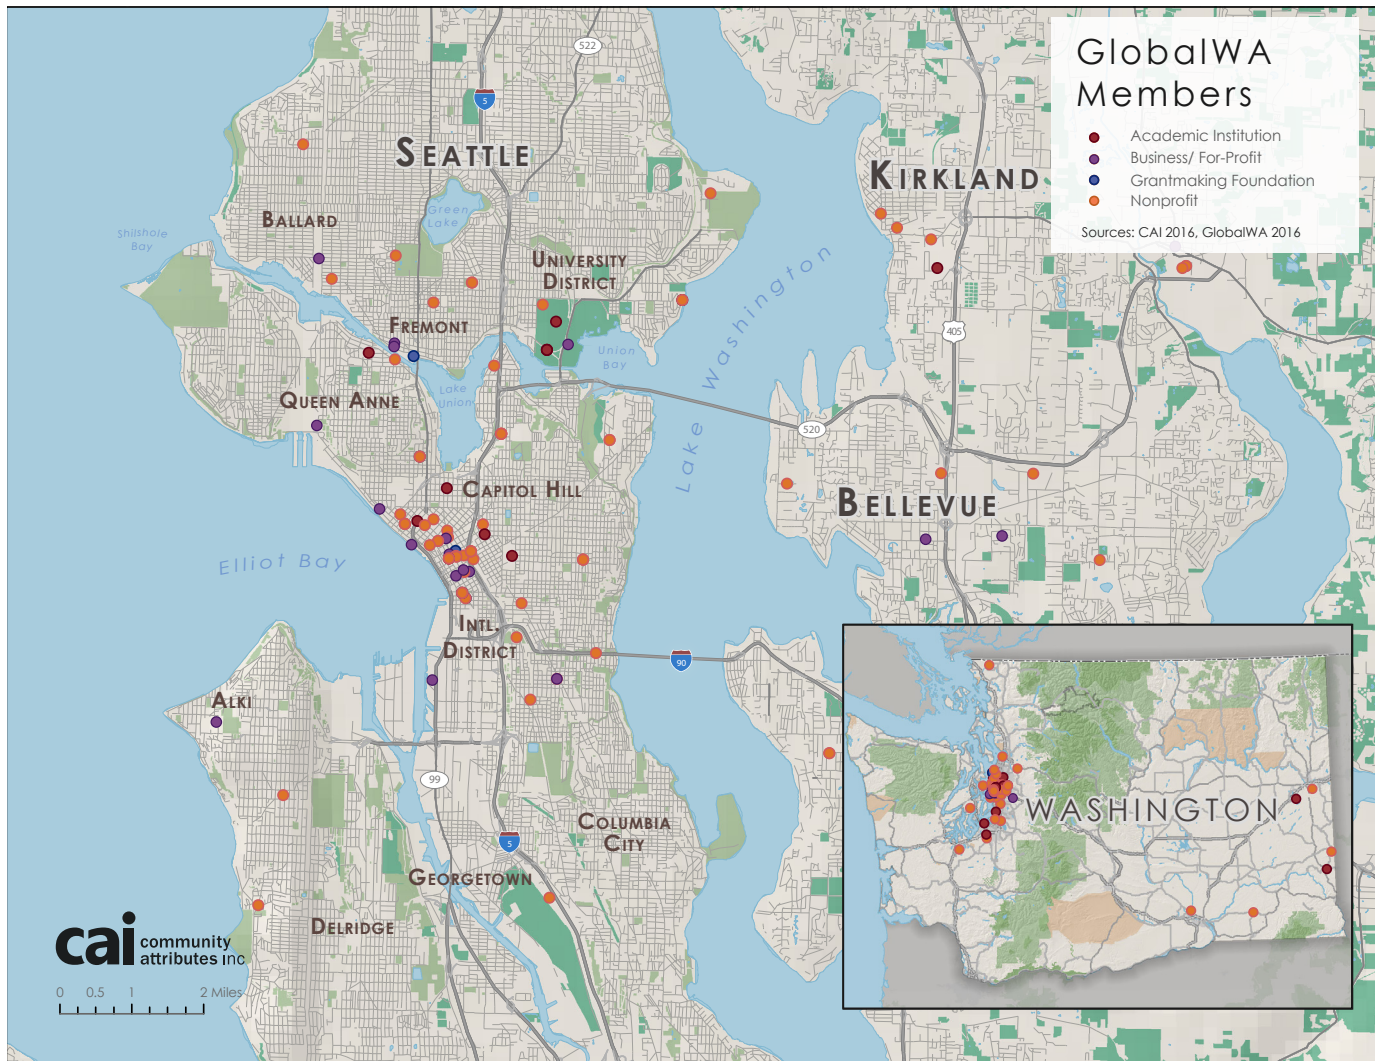 GlobalWA
Members
Academic Institution
Business/ For-Profit
Grantmaking Foundation
Nonprofit
Sources: CAI 2016, GlobalWA 2016
522
5
SEATTLE
KIRKLAND
BALLARD
Green
Lake
Shilshole
Bay
UNIVERSITY
DISTRICT
FREMONT
405
Union
Bay
Lake Washington
Lake
Union
QUEEN ANNE
520
CAPITOL HILL
BELLEVUE
Elliot Bay
INTL.
DISTRICT
90
ALKI
99
WASHINGTON
COLUMBIA
CITY
5
GEORGETOWN
DELRIDGE
cai community
attributes inc
0 0.5 1 2 Miles